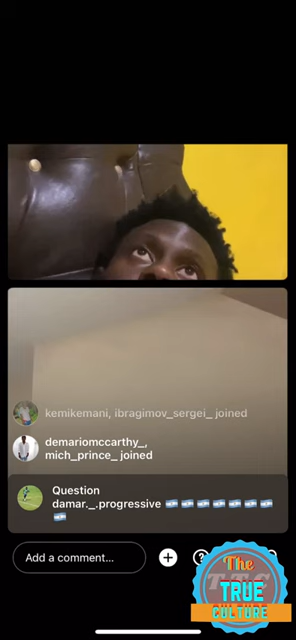 kemikemani, ibragimov_sergei_ joined
demariomccarthy_,
mich_prince_ joined
Question
damar._.progressive 🇦🇷 🇦🇷 🇦🇷 🇦🇷 🇦🇷 🇦🇷 🇦🇷
🇦🇷
Add a comment...
The
TRUE
CULTURE